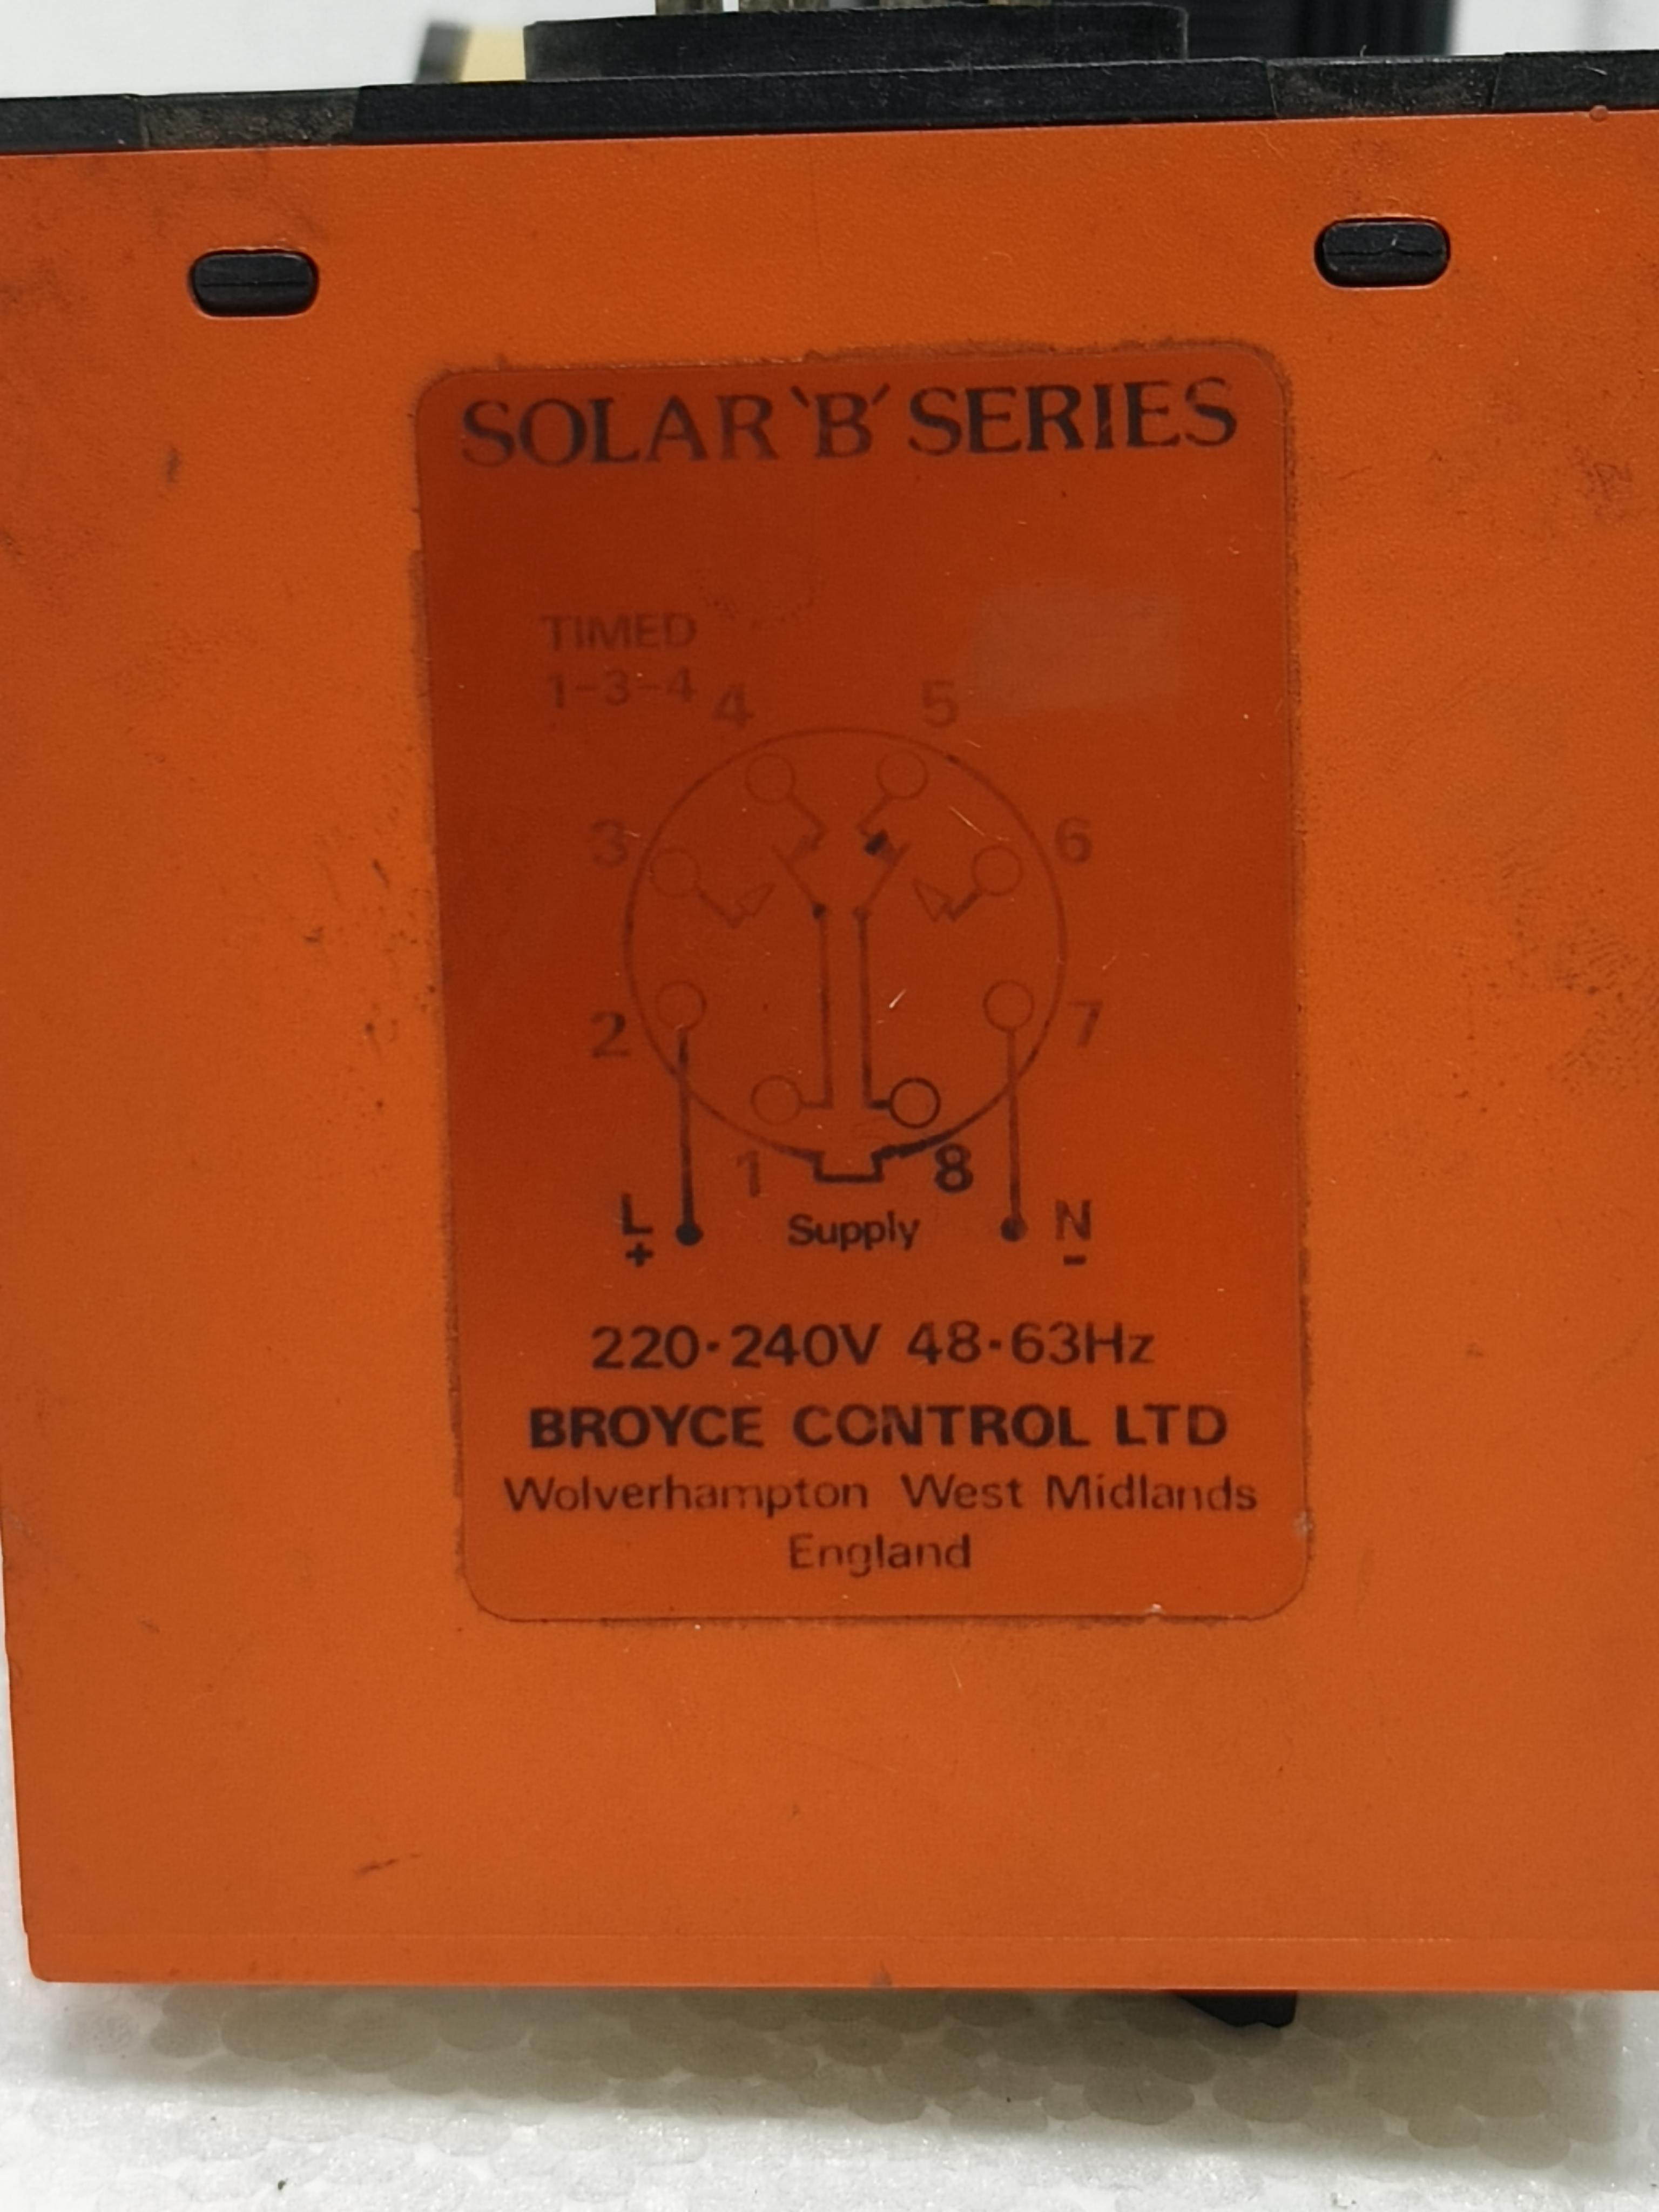 SOLAR 'B' SERIES
TIMED
1-3-4
4 5
3 6
2 7
1 8
L Supply N
+ -
220·240V 48·63Hz
BROYCE CONTROL LTD
Wolverhampton West Midlands
England